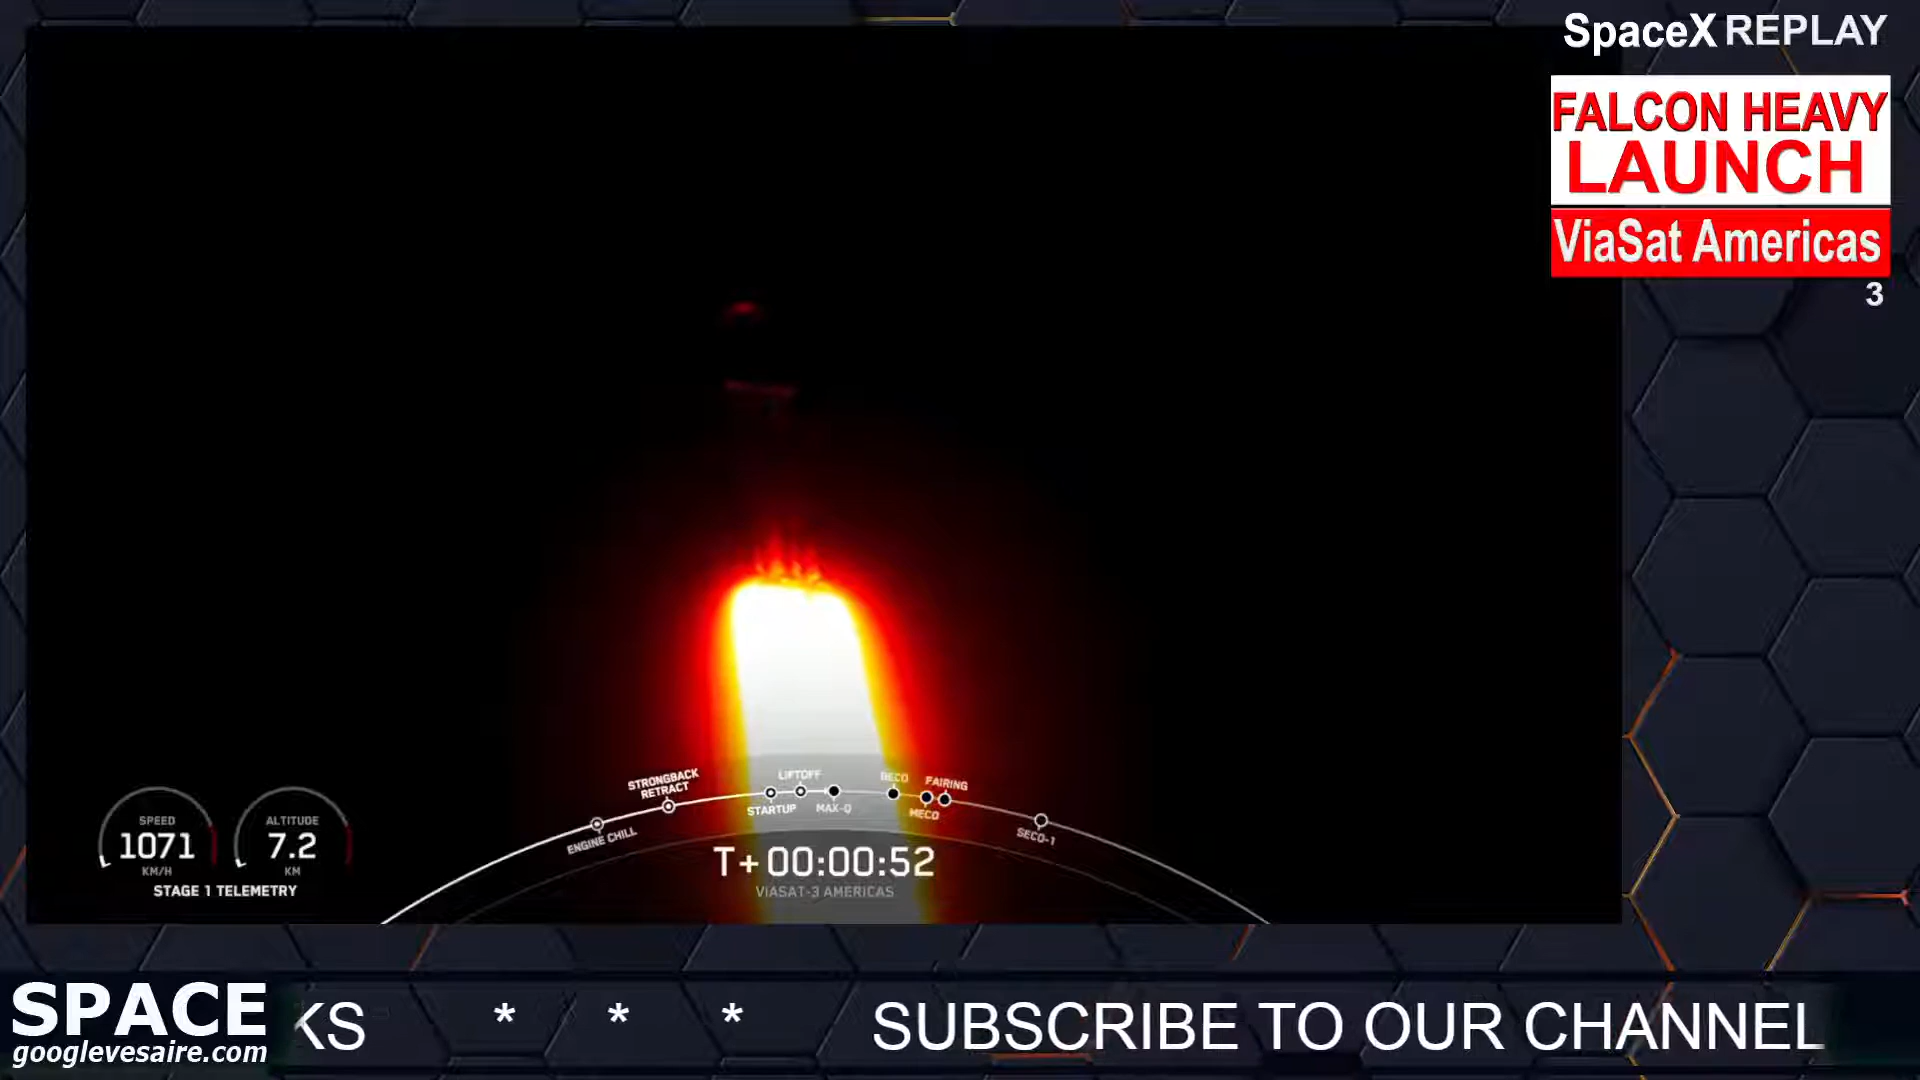 SpaceX REPLAY
FALCON HEAVY
LAUNCH
ViaSat Americas
3
STRONGBACK
RETRACT
ENGINE CHILL
LIFTOFF
STARTUP
MAX-Q
BECO
FAIRING
MECO
SECO-1
SPEED
1071
KM/H
ALTITUDE
7.2
KM
STAGE 1 TELEMETRY
T+00:00:52
VIASAT-3 AMERICAS
SPACE
googlevesaire.com
KS * * * SUBSCRIBE TO OUR CHANNEL